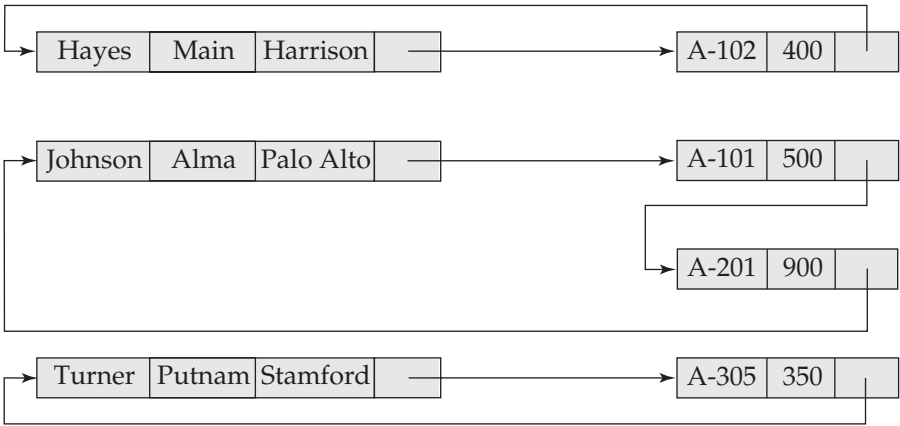 Hayes Main Harrison A-102 400
Johnson Alma Palo Alto A-101 500
A-201 900
Turner Putnam Stamford A-305 350